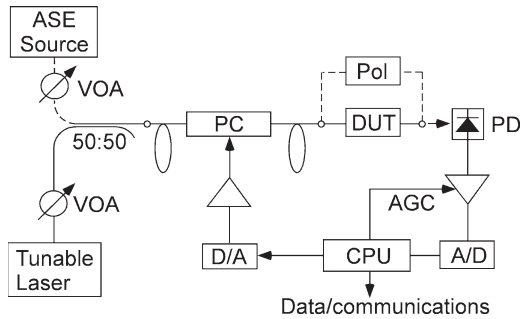 ASE
Source
VOA
50:50
VOA
Tunable
Laser
PC
Pol
DUT
PD
AGC
D/A
CPU
A/D
Data/communications